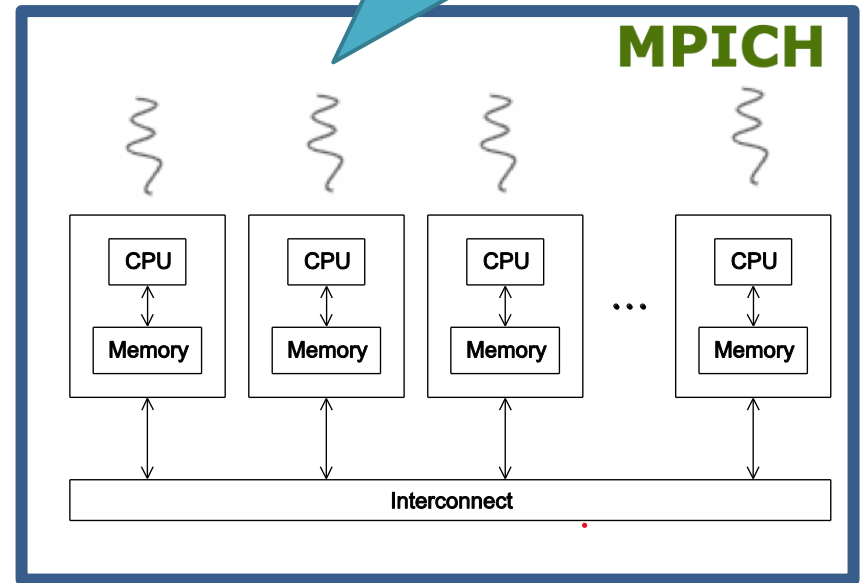 MPICH
CPU CPU CPU CPU
...
Memory Memory Memory Memory
Interconnect